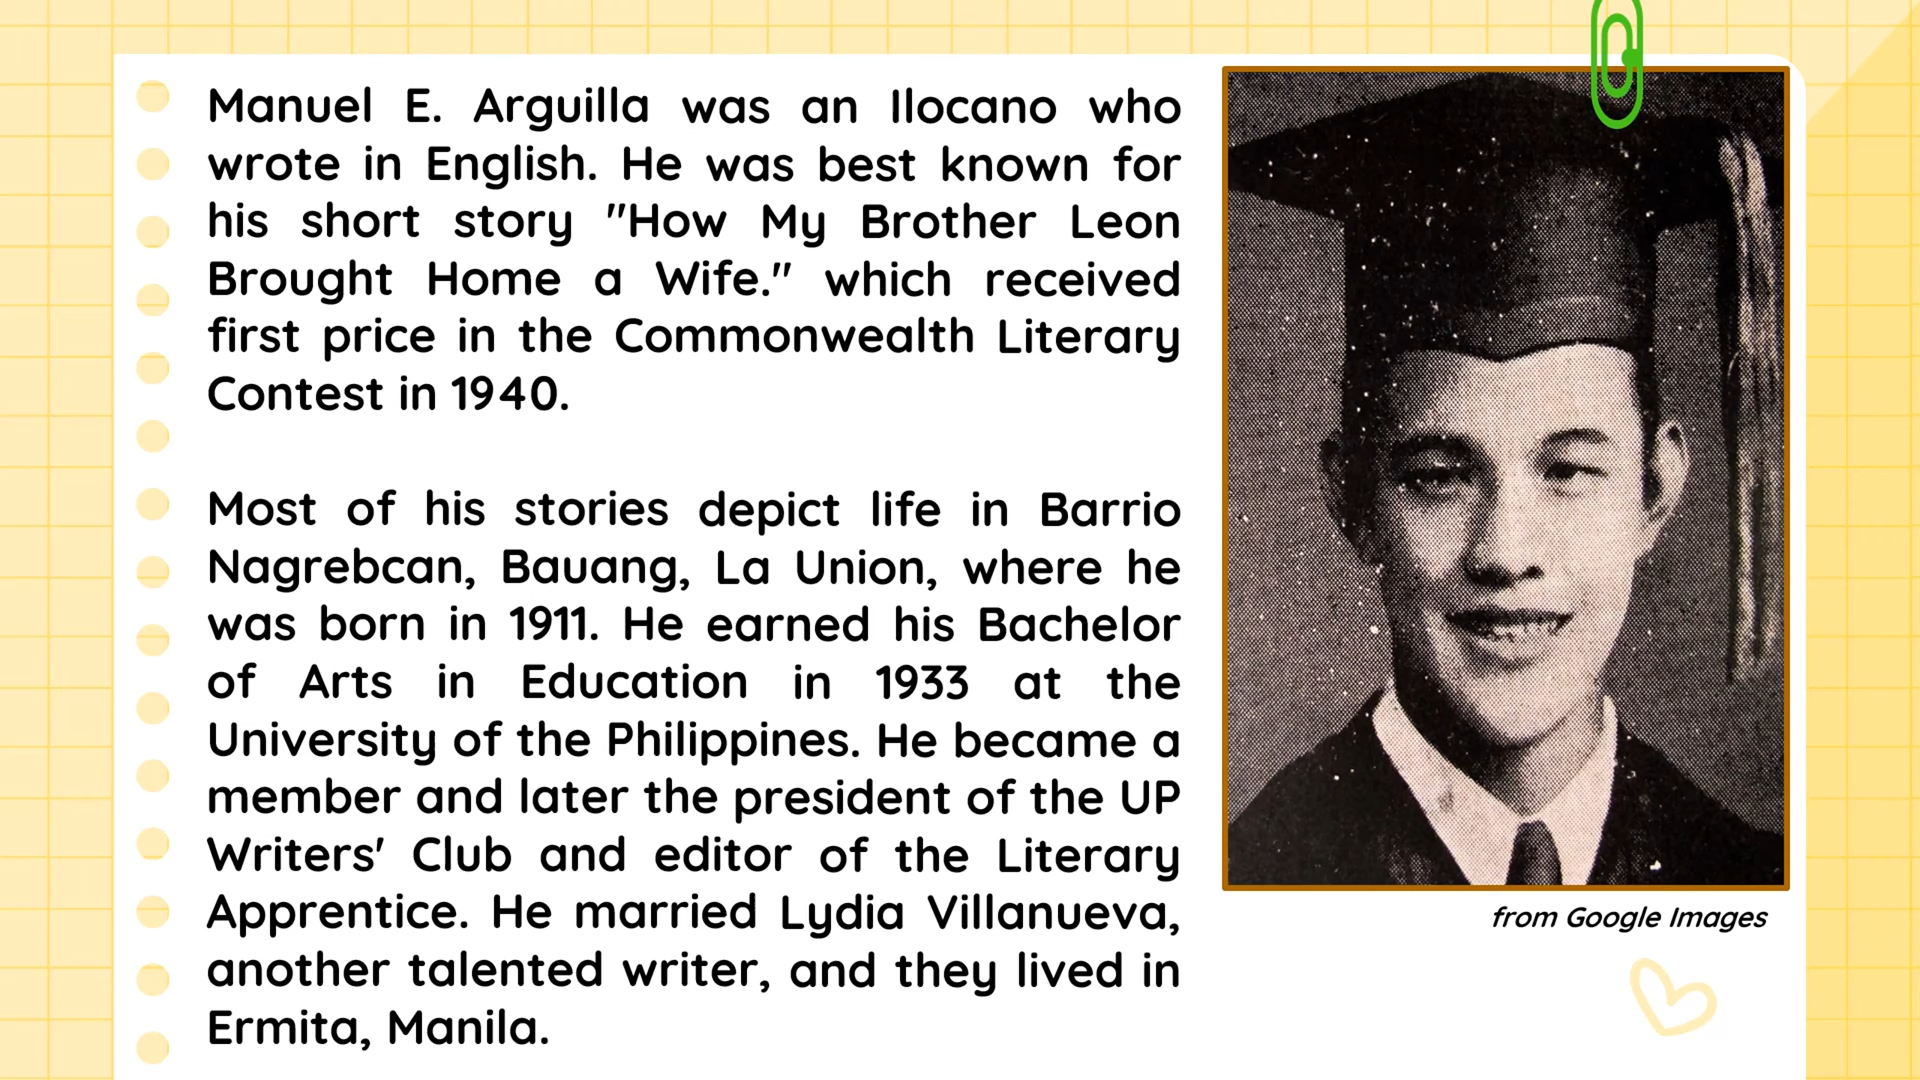 Manuel E. Arguilla was an Ilocano who
wrote in English. He was best known for
his short story "How My Brother Leon
Brought Home a Wife." which received
first price in the Commonwealth Literary
Contest in 1940.
Most of his stories depict life in Barrio
Nagrebcan, Bauang, La Union, where he
was born in 1911. He earned his Bachelor
of Arts in Education in 1933 at the
University of the Philippines. He became a
member and later the president of the UP
Writers' Club and editor of the Literary
Apprentice. He married Lydia Villanueva,
another talented writer, and they lived in
Ermita, Manila.
from Google Images